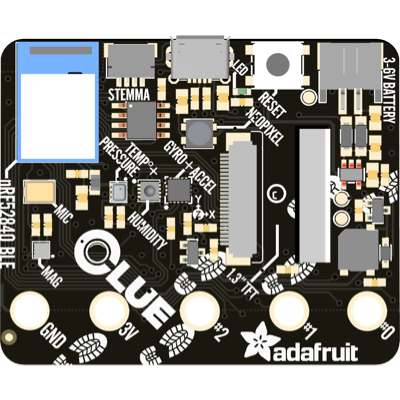 LED
3-6V BATTERY
STEMMA
RESET
NEOPIXEL
TEMP°+
PRESSURE
GYRO+ACCEL
nRF52840 BLE
MIC
HUMIDITY
Y
X
C
MAG
CLUE
1.3" TFT
GND
3V
#2
#1
#0
adafruit